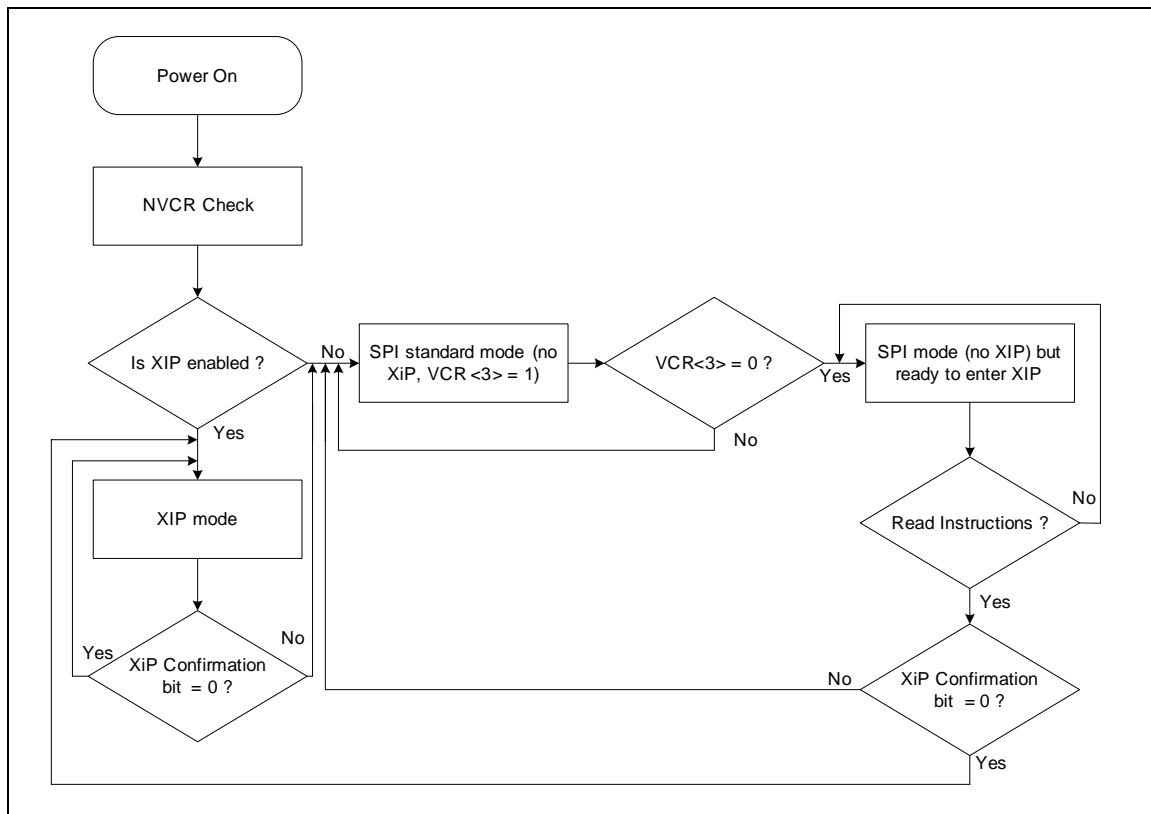 Power On
NVCR Check
Is XIP enabled ?
No
SPI standard mode (no
XiP, VCR <3> = 1)
VCR<3> = 0 ?
Yes
SPI mode (no XIP) but
ready to enter XIP
Yes
No
No
Read Instructions ?
XIP mode
Yes
Yes
No
XiP Confirmation
bit = 0 ?
No
XiP Confirmation
bit = 0 ?
Yes